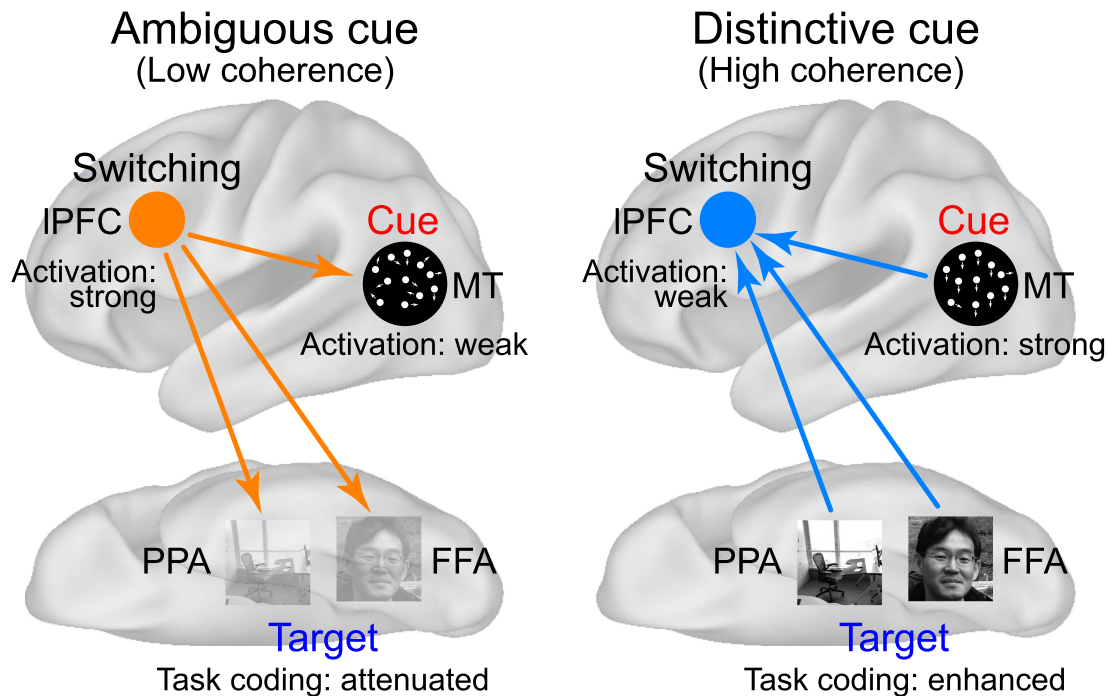 Ambiguous cue
(Low coherence)
Switching
lPFC
Activation:
strong
Cue
MT
Activation: weak
PPA
FFA
Target
Task coding: attenuated
Distinctive cue
(High coherence)
Switching
lPFC
Activation:
weak
Cue
MT
Activation: strong
PPA
FFA
Target
Task coding: enhanced